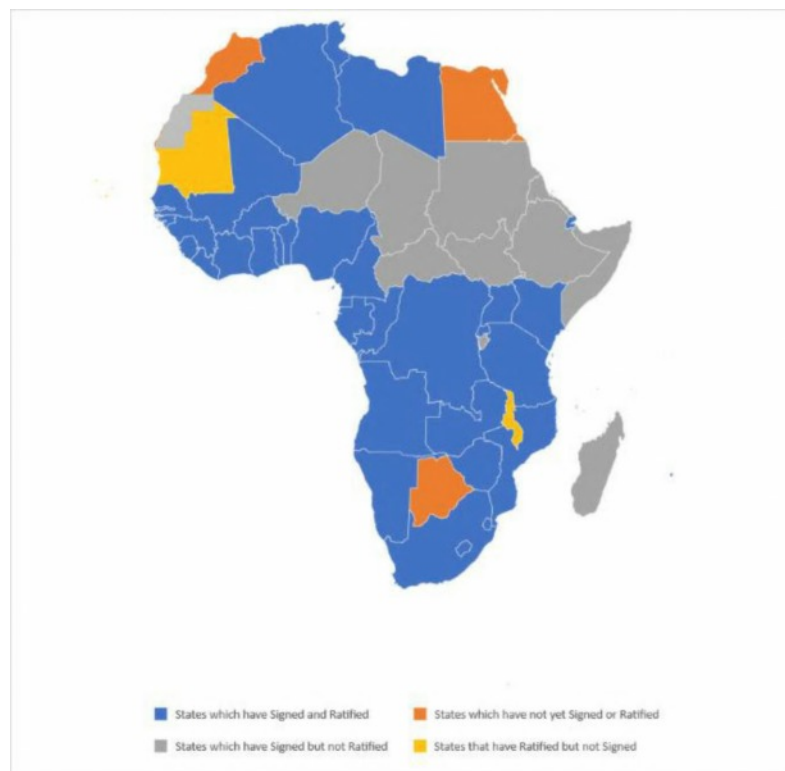 States which have Signed and Ratified
States which have not yet Signed or Ratified
States which have Signed but not Ratified
States that have Ratified but not Signed